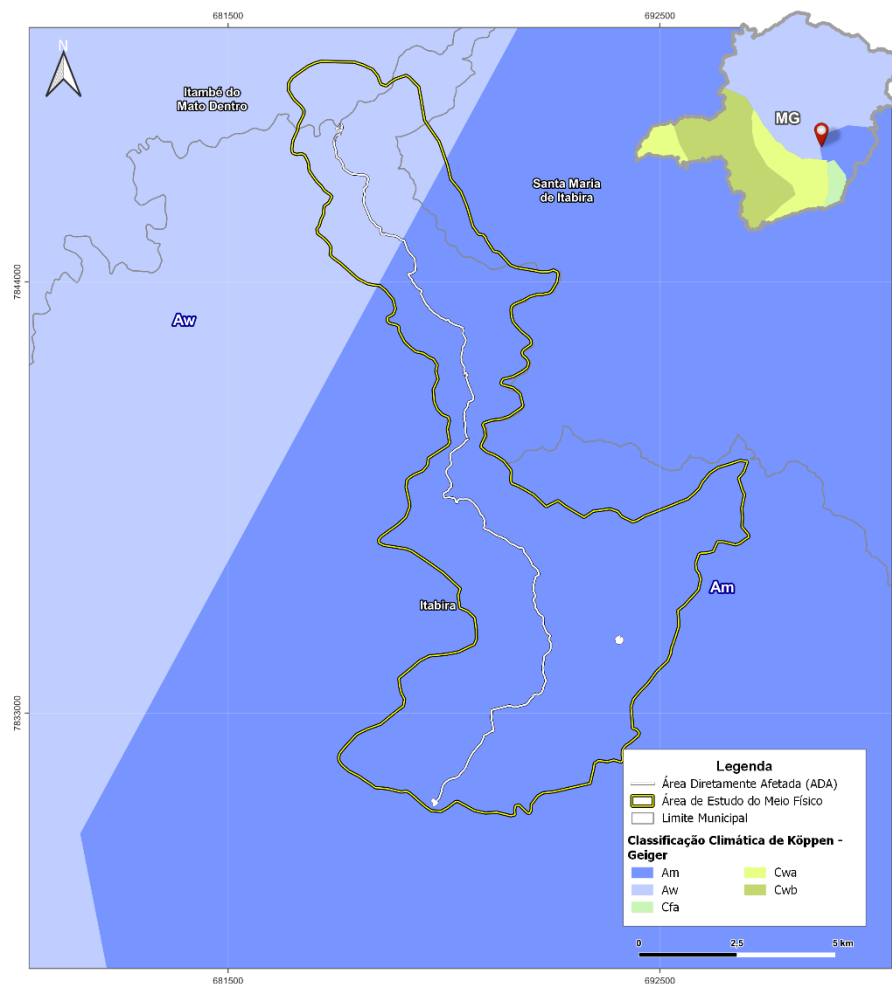 681500
692500
N
Itambé do
Mato Dentro
MG
Santa Maria
de Itabira
7844000
Aw
Am
Itabira
7833000
Legenda
Área Diretamente Afetada (ADA)
Área de Estudo do Meio Físico
Limite Municipal
Classificação Climática de Köppen -
Geiger
Am
Cwa
Aw
Cwb
Cfa
0
2,5
5 km
681500
692500